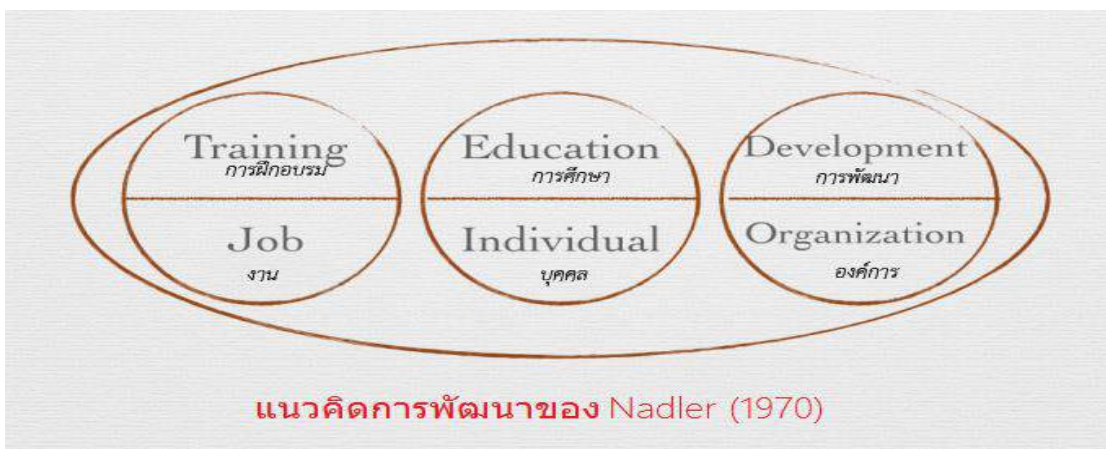 Training
การฝึกอบรม
Job
งาน
Education
การศึกษา
Individual
บุคคล
Development
การพัฒนา
Organization
องค์การ
แนวคิดการพัฒนาของ Nadler (1970)